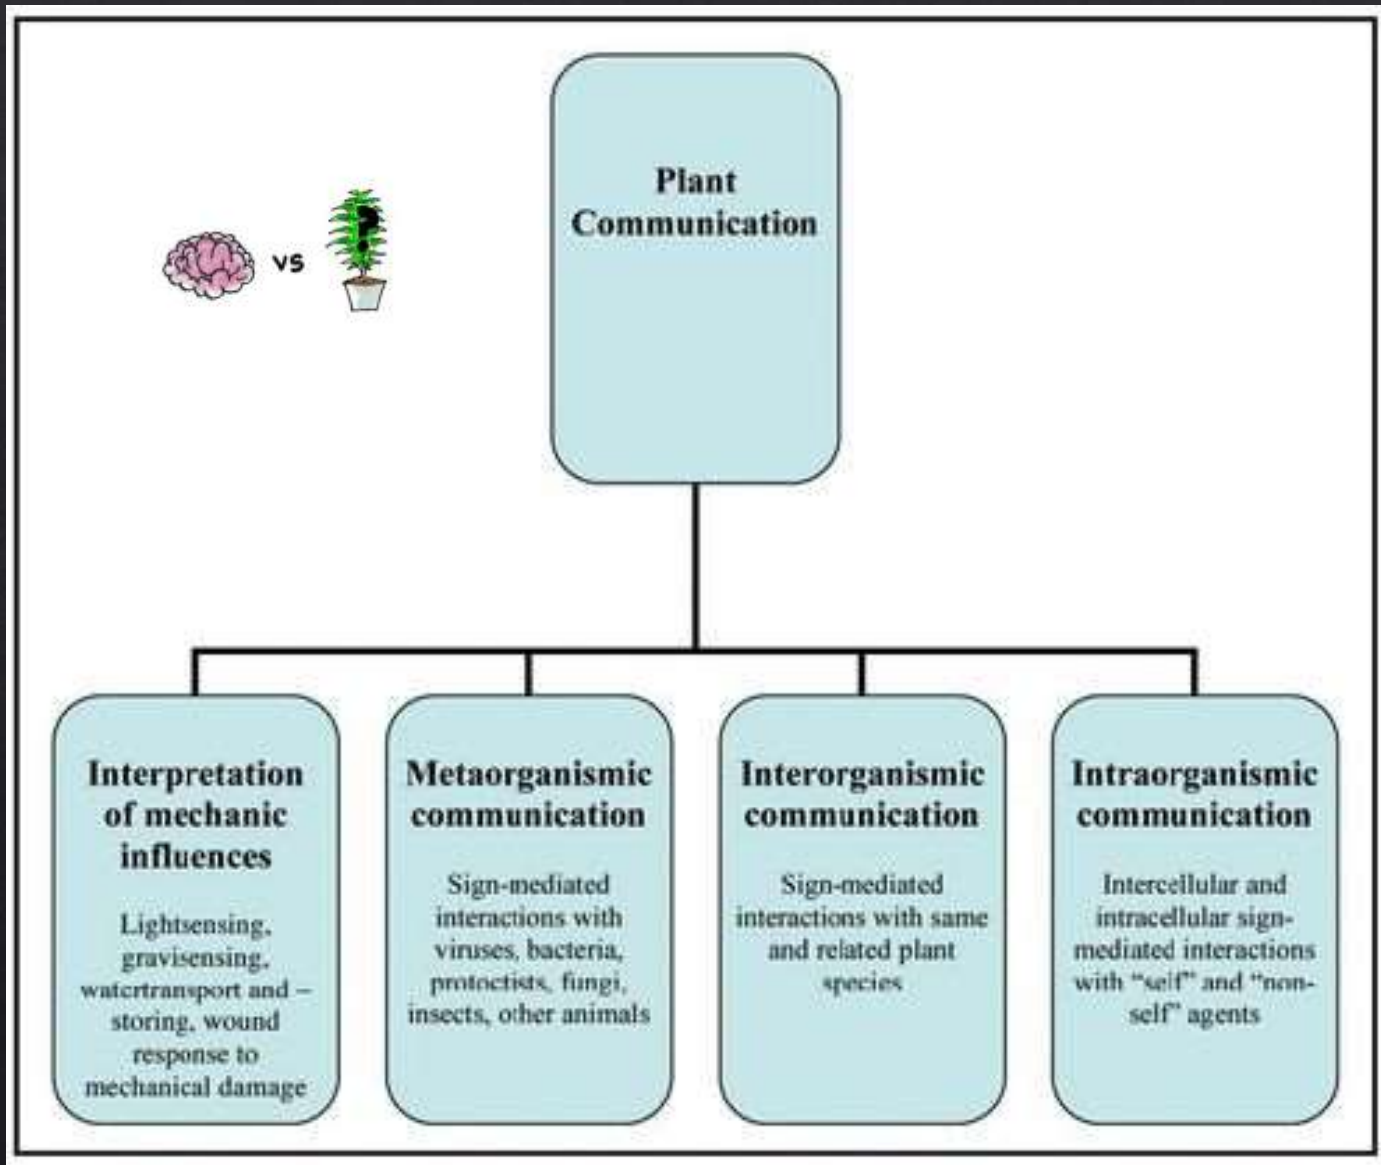 Plant
Communication
?
vs
Interpretation
of mechanic
influences
Lightsensing,
gravisensing,
watertransport and –
storing, wound
response to
mechanical damage
Metaorganismic
communication
Sign-mediated
interactions with
viruses, bacteria,
protoctists, fungi,
insects, other animals
Interorganismic
communication
Sign-mediated
interactions with same
and related plant
species
Intraorganismic
communication
Intercellular and
intracellular sign-
mediated interactions
with “self” and “non-
self” agents